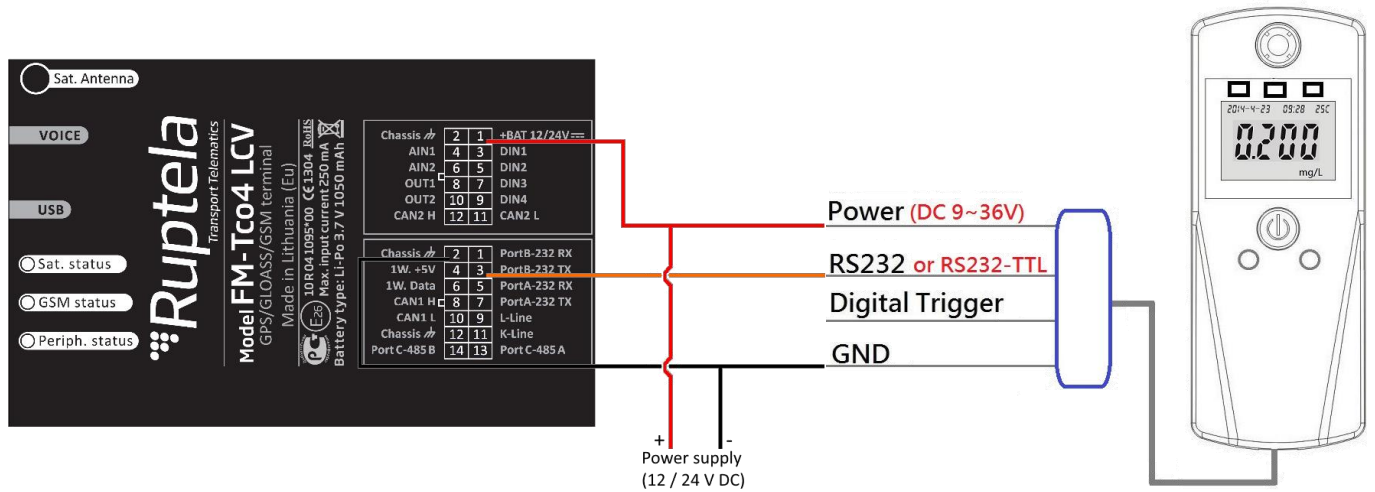 Sat. Antenna
VOICE
USB
Sat. status
GSM status
Periph. status
Ruptela
Transport Telematics
Model FM-Tco4 LCV
GPS/GLOASS/GSM terminal
Made in Lithuania (Eu)
E26
PC
10 R 04 1095*00 CE 1304 RoHS
Max. input current 250 mA
Battery type: Li-Po 3.7 V 1050 mAh
Chassis 2 1 +BAT 12/24V
AIN1 4 3 DIN1
AIN2 6 5 DIN2
OUT1 8 7 DIN3
OUT2 10 9 DIN4
CAN2 H 12 11 CAN2 L
Chassis 2 1 PortB-232 RX
1W. +5V 4 3 PortB-232 TX
1W. Data 6 5 PortA-232 RX
CAN1 H 8 7 PortA-232 TX
CAN1 L 10 9 L-Line
Chassis 12 11 K-Line
Port C-485 B 14 13 Port C-485 A
Power (DC 9~36V)
RS232 or RS232-TTL
Digital Trigger
GND
+ -
Power supply
(12 / 24 V DC)
2014-4-23 09:28 25C
0.200
mg/L